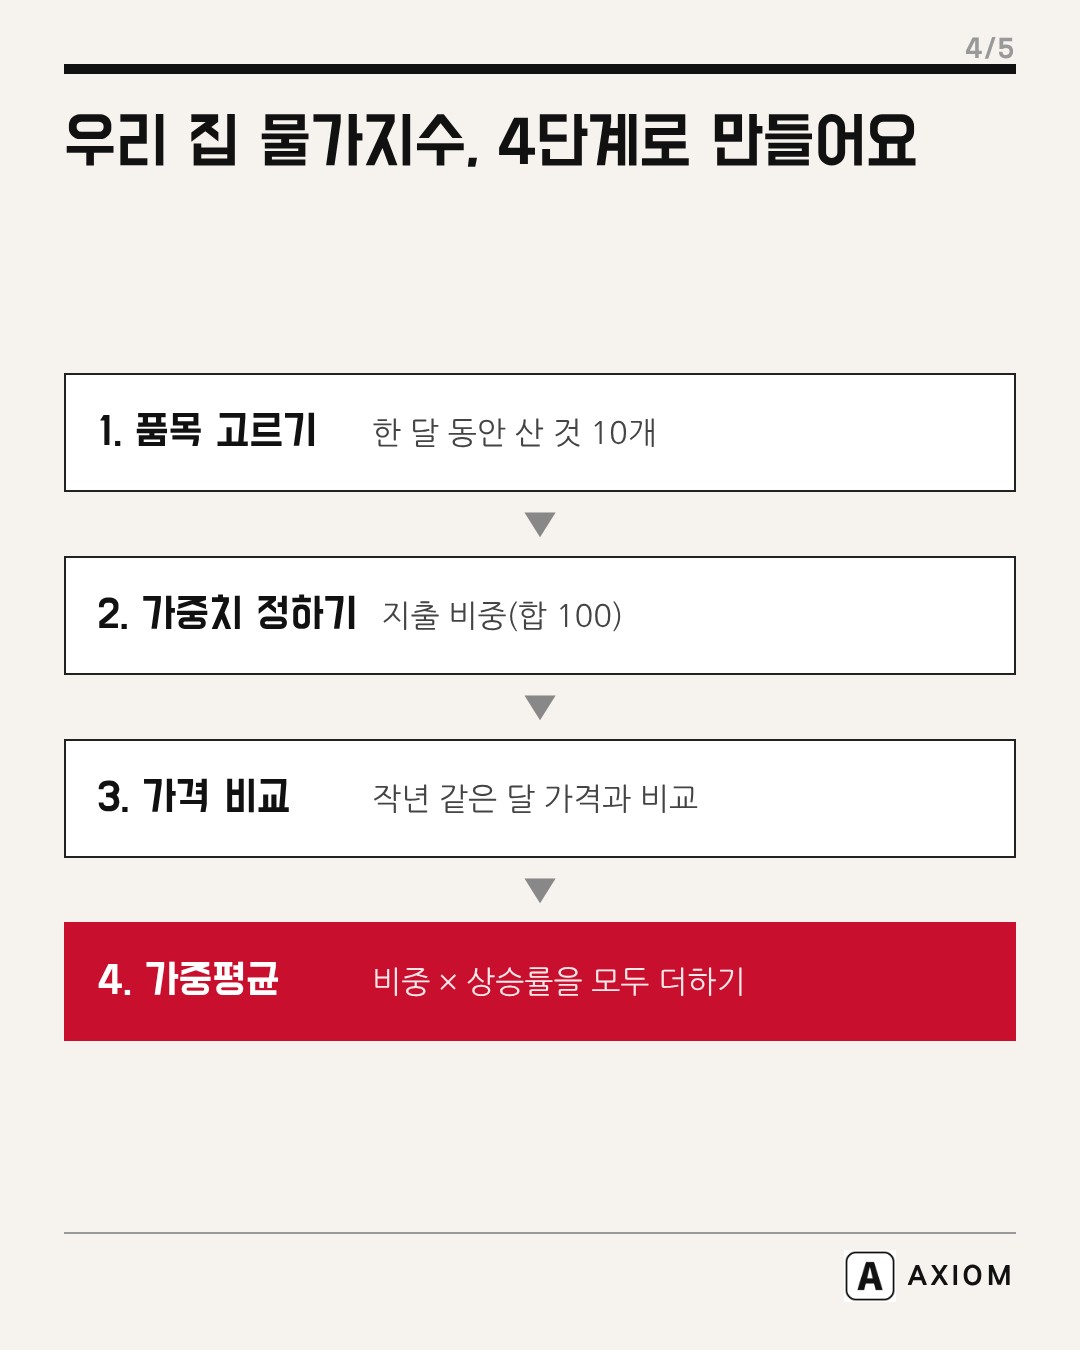 4/5
우리 집 물가지수, 4단계로 만들어요
1. 품목 고르기 한 달 동안 산 것 10개
2. 가중치 정하기 지출 비중(합 100)
3. 가격 비교 작년 같은 달 가격과 비교
4. 가중평균 비중 × 상승률을 모두 더하기
A AXIOM